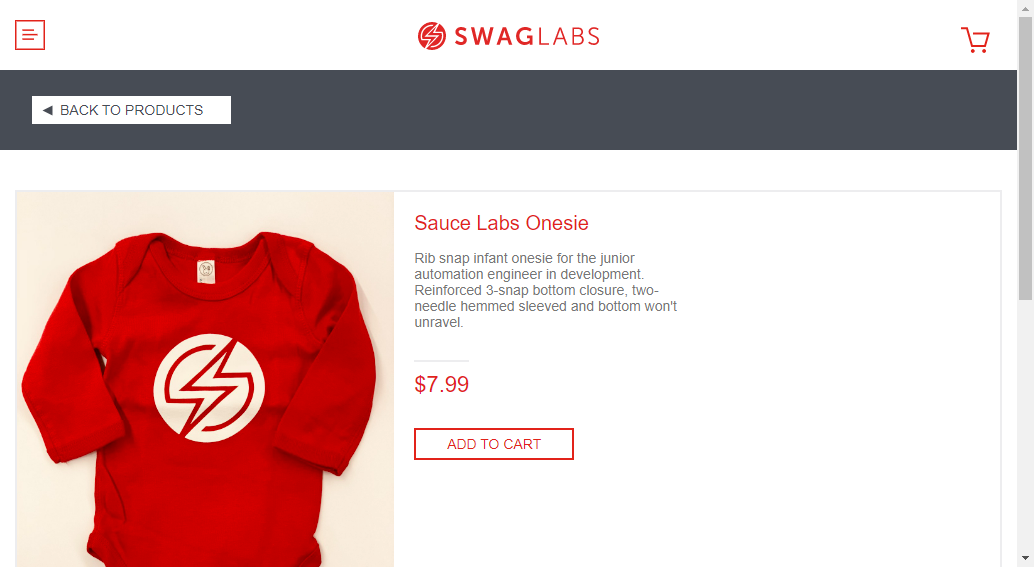 SWAGLABS
◄ BACK TO PRODUCTS
Sauce Labs Onesie
Rib snap infant onesie for the junior
automation engineer in development.
Reinforced 3-snap bottom closure, two-
needle hemmed sleeved and bottom won't
unravel.
$7.99
ADD TO CART